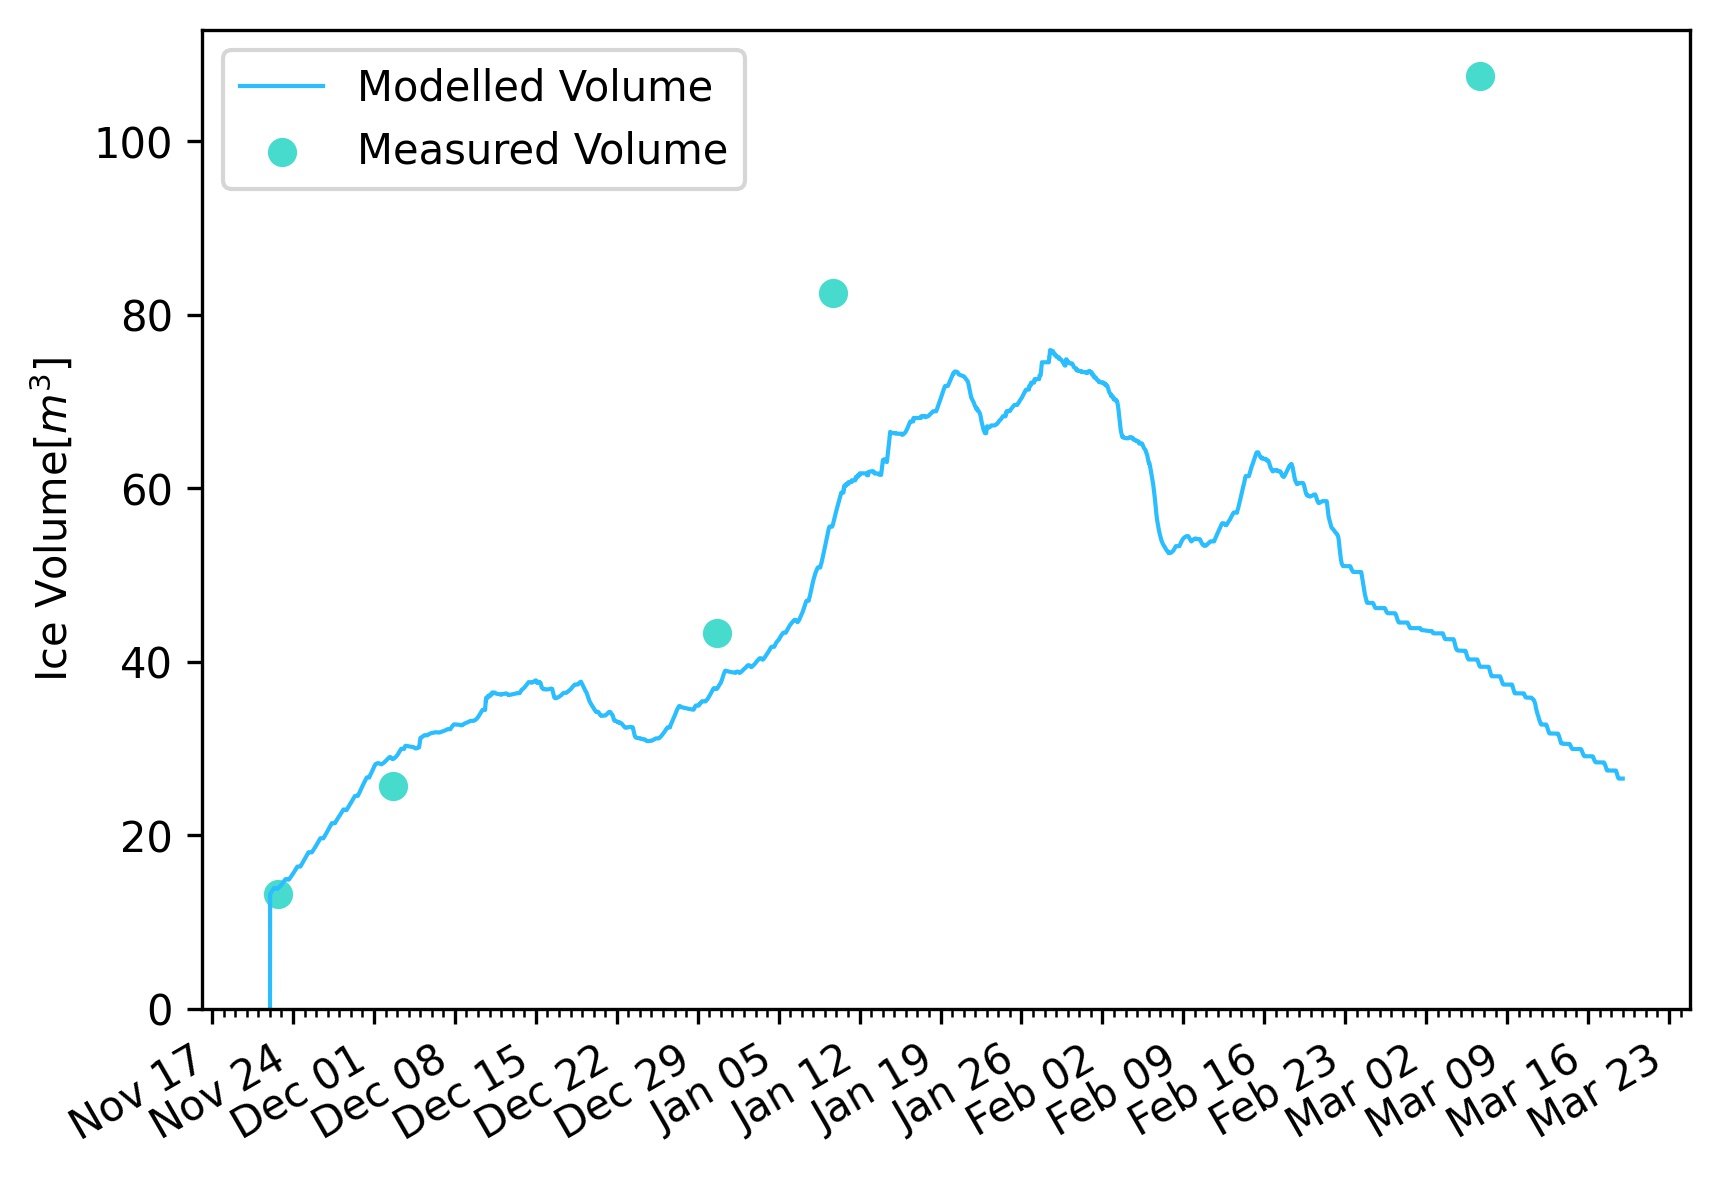 Modelled Volume
Measured Volume
100
80
60
40
20
0
Ice Volume[m³]
Nov 17
Nov 24
Dec 01
Dec 08
Dec 15
Dec 22
Dec 29
Jan 05
Jan 12
Jan 19
Jan 26
Feb 02
Feb 09
Feb 16
Feb 23
Mar 02
Mar 09
Mar 16
Mar 23